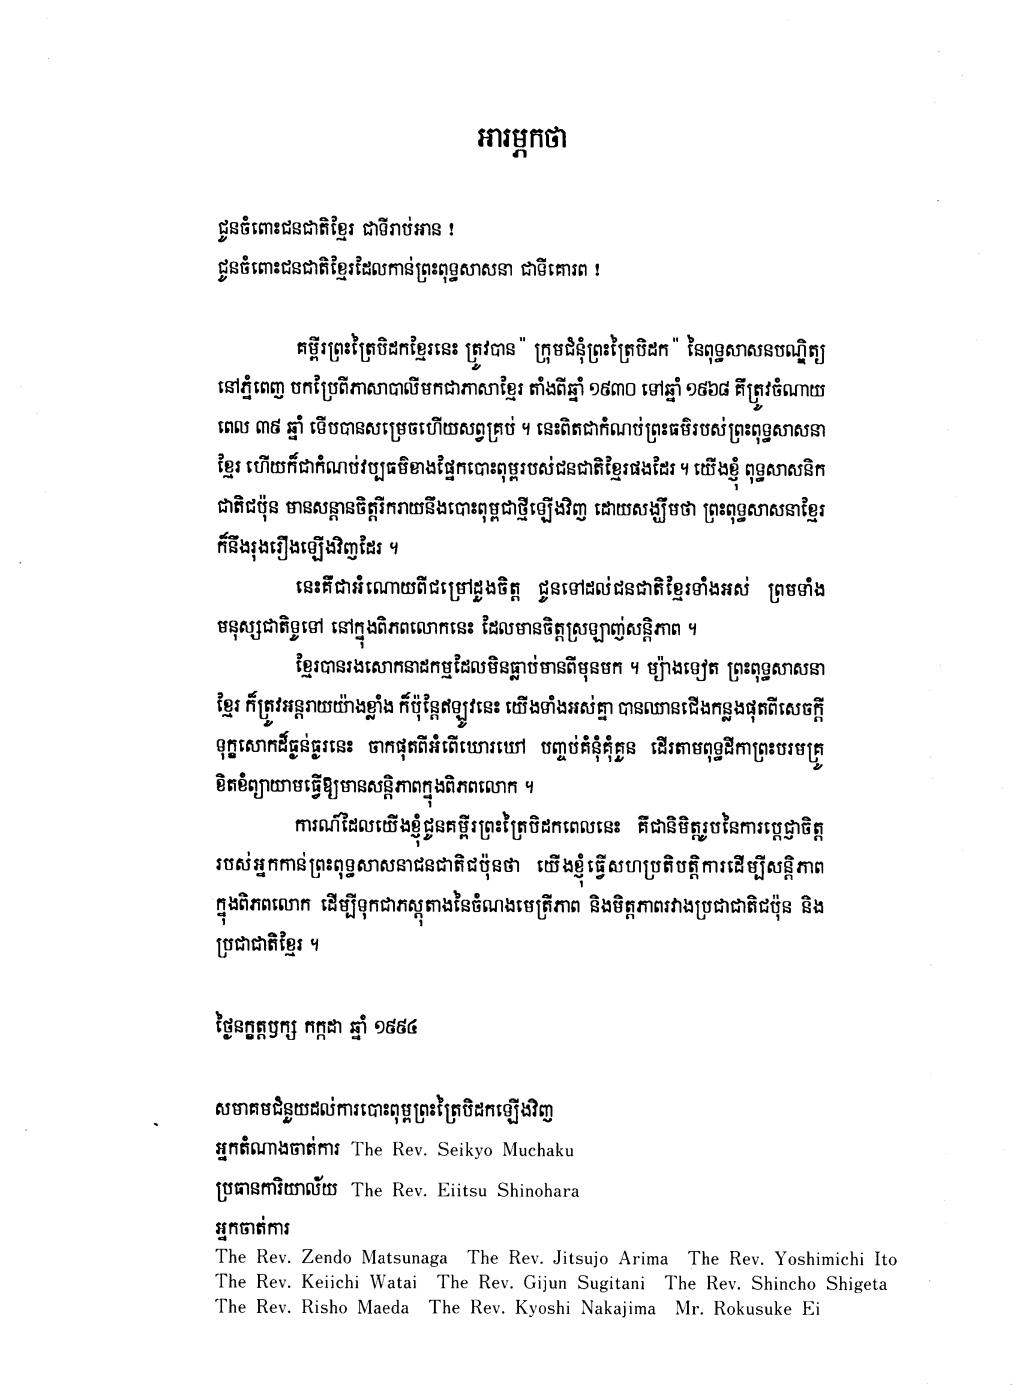 អារម្ភកថា
ជូនចំពោះជនជាតិខ្មែរ ជាទីរាប់អាន !
ជូនចំពោះជនជាតិខ្មែរដែលកាន់ព្រះពុទ្ធសាសនា ជាទីគោរព !
គម្ពីរព្រះត្រៃបិដកខ្មែរនេះ ត្រូវបាន " ក្រុមជំនុំព្រះត្រៃបិដក " នៃពុទ្ធសាសនបណ្ឌិត្យ
នៅភ្នំពេញ បកប្រែពីភាសាបាលីមកជាភាសាខ្មែរ តាំងពីឆ្នាំ ១៩៣០ ទៅឆ្នាំ ១៩៦៨ គឺត្រូវចំណាយ
ពេល ៣៩ ឆ្នាំ ទើបបានសម្រេចហើយសព្វគ្រប់ ។ នេះពិតជាកំណប់ព្រះធម៌របស់ព្រះពុទ្ធសាសនា
ខ្មែរ ហើយក៏ជាកំណប់វប្បធម៌ខាងផ្នែកបោះពុម្ពរបស់ជនជាតិខ្មែរផងដែរ ។ យើងខ្ញុំ ពុទ្ធសាសនិក
ជាតិជប៉ុន មានសន្តានចិត្តរីករាយនឹងបោះពុម្ពជាថ្មីឡើងវិញ ដោយសង្ឃឹមថា ព្រះពុទ្ធសាសនាខ្មែរ
ក៏នឹងរុងរឿងឡើងវិញដែរ ។
នេះគឺជាអំណោយពីជម្រៅដួងចិត្ត ជូនទៅដល់ជនជាតិខ្មែរទាំងអស់ ព្រមទាំង
មនុស្សជាតិទូទៅ នៅក្នុងពិភពលោកនេះ ដែលមានចិត្តស្រឡាញ់សន្តិភាព ។
ខ្មែរបានរងសោកនាដកម្មដែលមិនធ្លាប់មានពីមុនមក ។ ម្យ៉ាងទៀត ព្រះពុទ្ធសាសនា
ខ្មែរ ក៏ត្រូវអន្តរាយយ៉ាងខ្លាំង ក៏ប៉ុន្តែឥឡូវនេះ យើងទាំងអស់គ្នា បានឈានជើងកន្លងផុតពីសេចក្តី
ទុក្ខសោកដ៏ធ្ងន់ធ្ងរនេះ ចាកផុតពីអំពើឃោរឃៅ បញ្ចប់គំនុំគុំគួន ដើរតាមពុទ្ធដីកាព្រះបរមគ្រូ
ខិតខំព្យាយាមធ្វើឱ្យមានសន្តិភាពក្នុងពិភពលោក ។
ការណ៍ដែលយើងខ្ញុំជូនគម្ពីរព្រះត្រៃបិដកពេលនេះ គឺជានិមិត្តរូបនៃការប្តេជ្ញាចិត្ត
របស់អ្នកកាន់ព្រះពុទ្ធសាសនាជនជាតិជប៉ុនថា យើងខ្ញុំធ្វើសហប្រតិបត្តិការដើម្បីសន្តិភាព
ក្នុងពិភពលោក ដើម្បីទុកជាភស្តុតាងនៃចំណងមេត្រីភាព និងមិត្តភាពរវាងប្រជាជាតិជប៉ុន និង
ប្រជាជាតិខ្មែរ ។
ថ្ងៃនក្ខត្តឫក្ស កក្កដា ឆ្នាំ ១៩៩៤
សមាគមជំនួយដល់ការបោះពុម្ពព្រះត្រៃបិដកឡើងវិញ
អ្នកតំណាងចាត់ការ The Rev. Seikyo Muchaku
ប្រធានការិយាល័យ The Rev. Eiitsu Shinohara
អ្នកចាត់ការ
The Rev. Zendo Matsunaga The Rev. Jitsujo Arima The Rev. Yoshimichi Ito
The Rev. Keiichi Watai The Rev. Gijun Sugitani The Rev. Shincho Shigeta
The Rev. Risho Maeda The Rev. Kyoshi Nakajima Mr. Rokusuke Ei